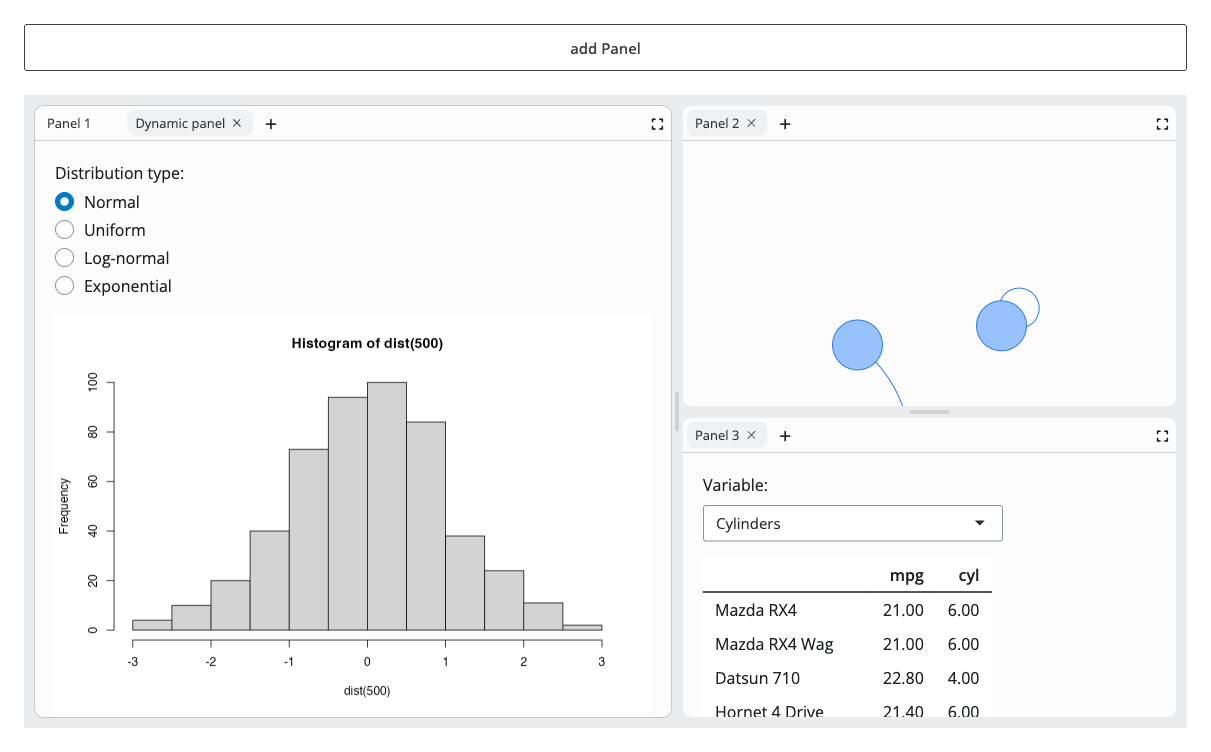 add Panel
Panel 1 Dynamic panel × +
Distribution type:
Normal
Uniform
Log-normal
Exponential
Histogram of dist(500)
Frequency
100
80
60
40
20
0
-3 -2 -1 0 1 2 3
dist(500)
Panel 2 × +
Panel 3 × +
Variable:
Cylinders
mpg cyl
Mazda RX4 21.00 6.00
Mazda RX4 Wag 21.00 6.00
Datsun 710 22.80 4.00
Hornet 4 Drive 21.40 6.00